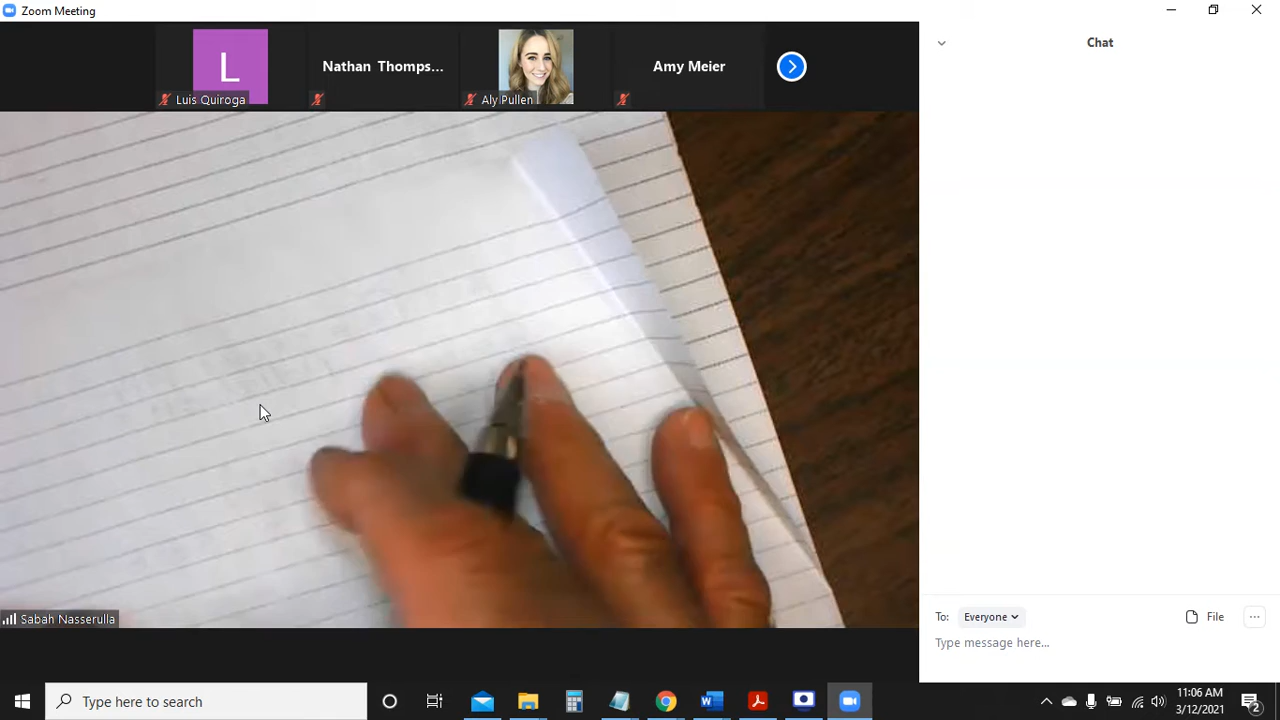 Zoom Meeting
L
Luis Quiroga
Nathan Thomps...
Aly Pullen
Amy Meier
Chat
Sabah Nasserulla
To: Everyone
File
Type message here...
Type here to search
11:06 AM
3/12/2021
2